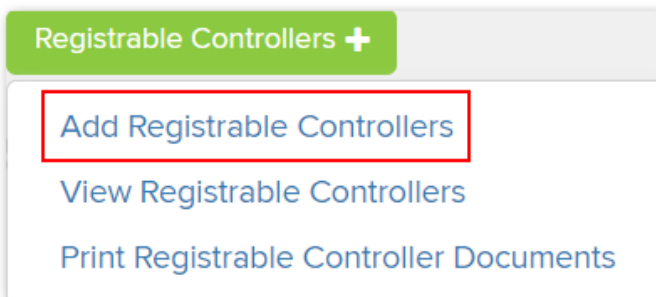 Registrable Controllers +
Add Registrable Controllers
View Registrable Controllers
Print Registrable Controller Documents